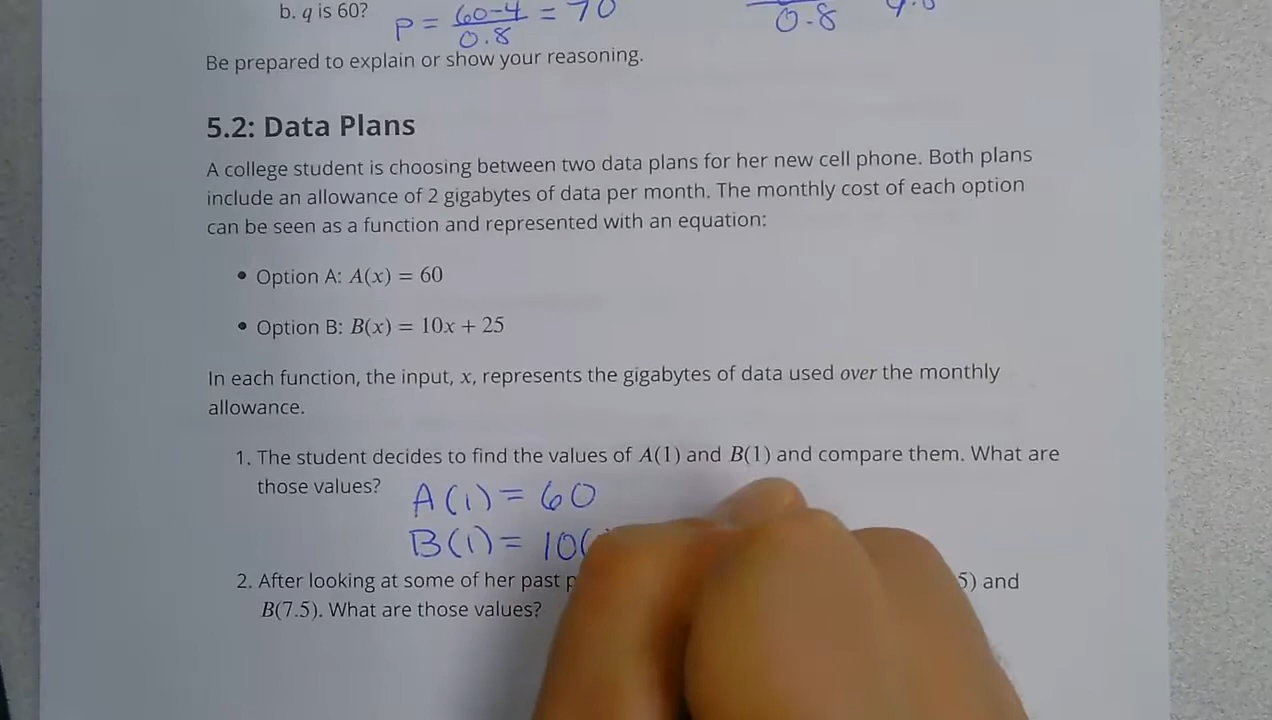 b. q is 60? P = 60-4 / 0.8 = 70 0.8
Be prepared to explain or show your reasoning.
5.2: Data Plans
A college student is choosing between two data plans for her new cell phone. Both plans
include an allowance of 2 gigabytes of data per month. The monthly cost of each option
can be seen as a function and represented with an equation:
• Option A: A(x) = 60
• Option B: B(x) = 10x + 25
In each function, the input, x, represents the gigabytes of data used over the monthly
allowance.
1. The student decides to find the values of A(1) and B(1) and compare them. What are
those values? A(1) = 60
B(1) = 10(
2. After looking at some of her past 5) and
B(7.5). What are those values?